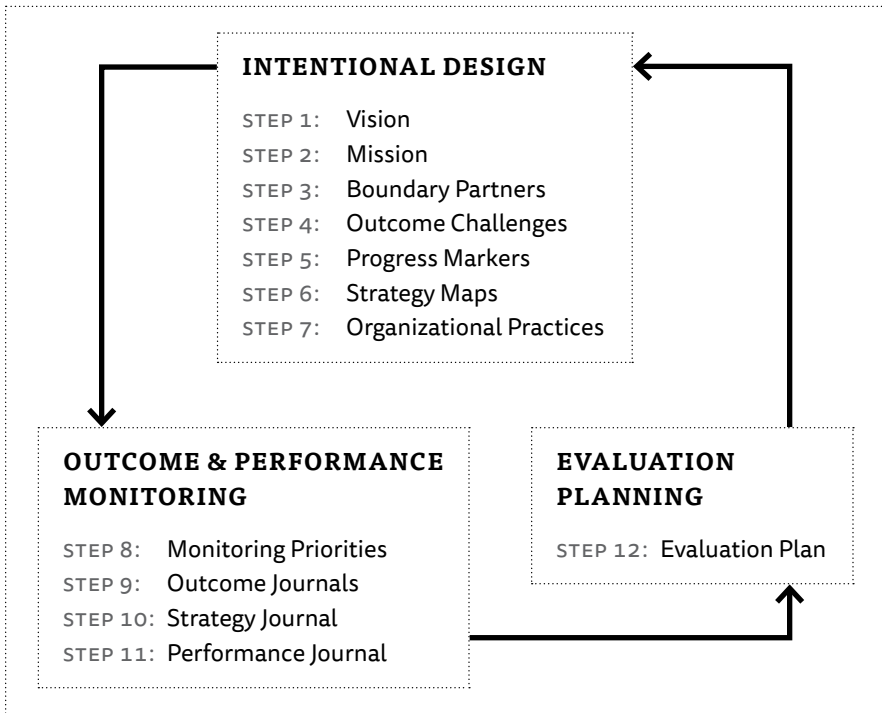 INTENTIONAL DESIGN
STEP 1: Vision
STEP 2: Mission
STEP 3: Boundary Partners
STEP 4: Outcome Challenges
STEP 5: Progress Markers
STEP 6: Strategy Maps
STEP 7: Organizational Practices
OUTCOME & PERFORMANCE
MONITORING
STEP 8: Monitoring Priorities
STEP 9: Outcome Journals
STEP 10: Strategy Journal
STEP 11: Performance Journal
EVALUATION
PLANNING
STEP 12: Evaluation Plan